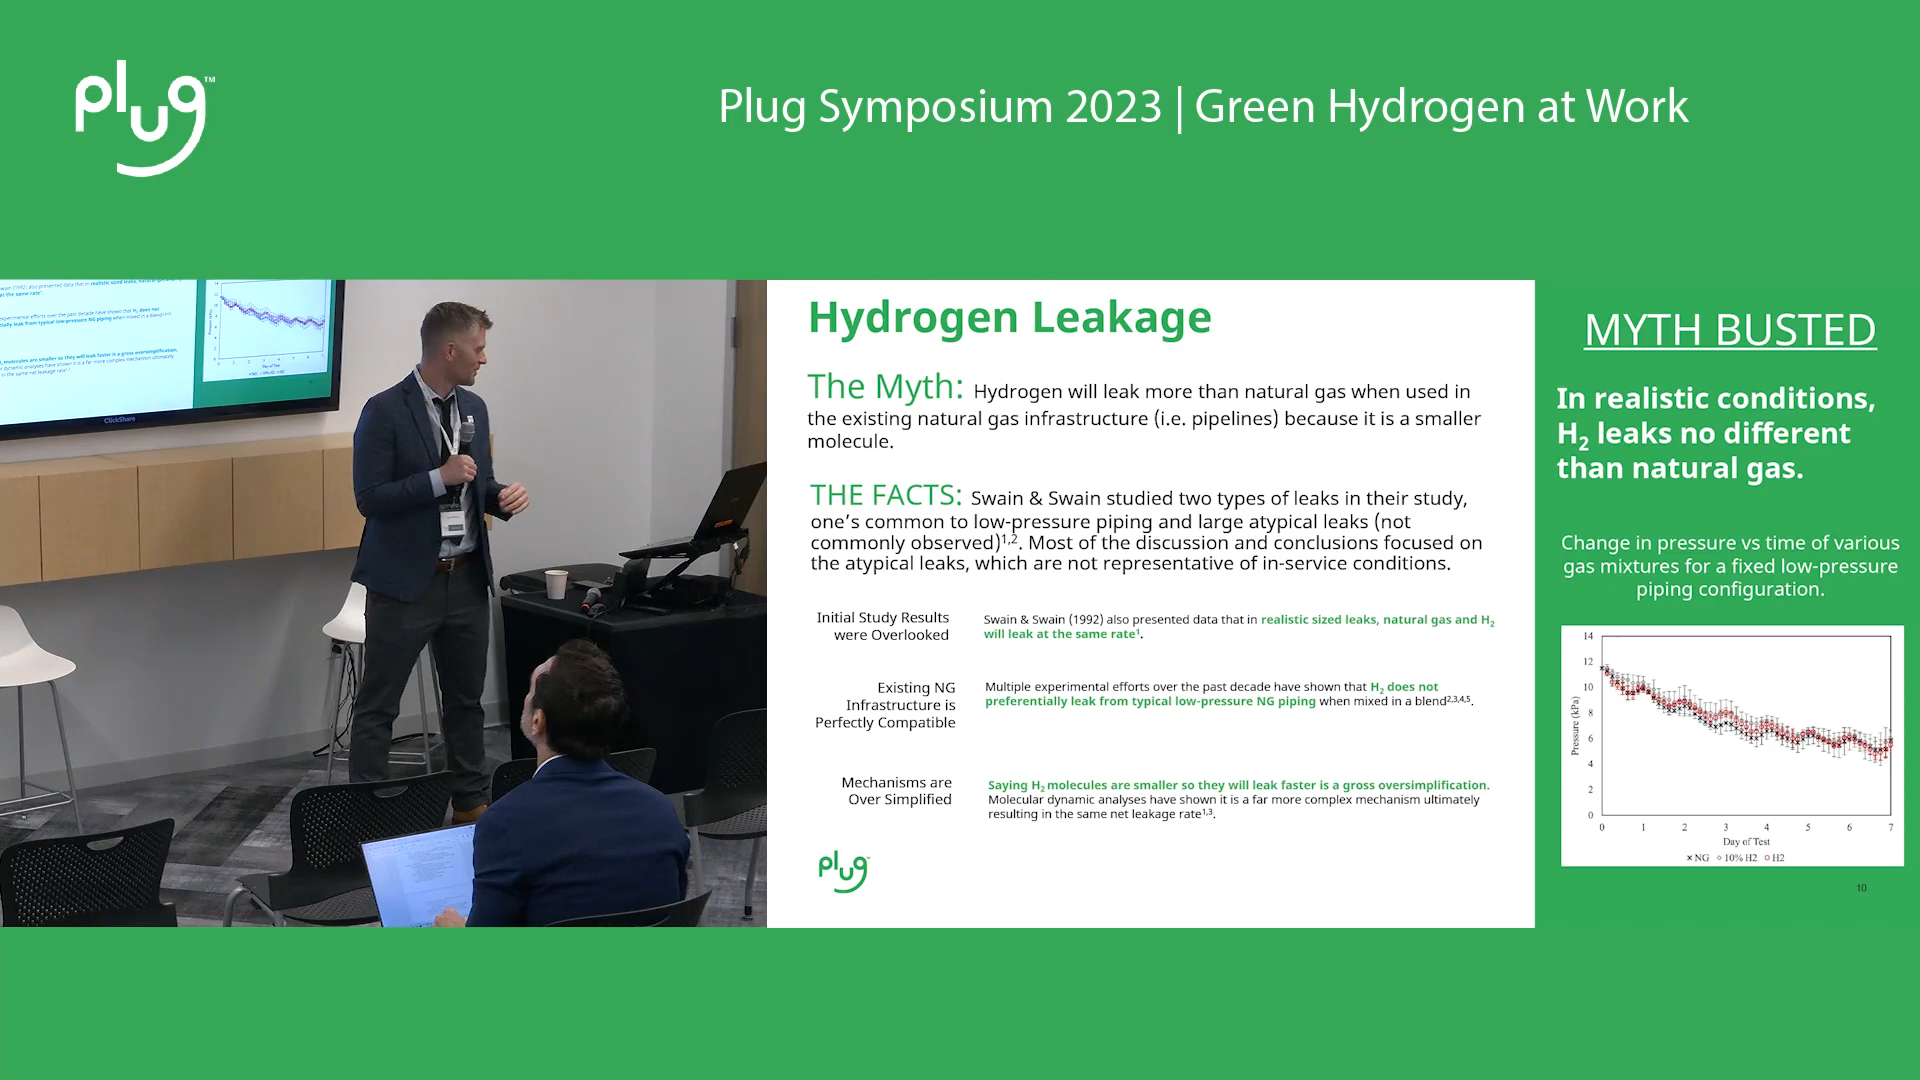 plug™
Plug Symposium 2023 | Green Hydrogen at Work
ClickShare
Hydrogen Leakage
The Myth: Hydrogen will leak more than natural gas when used in
the existing natural gas infrastructure (i.e. pipelines) because it is a smaller
molecule.
THE FACTS: Swain & Swain studied two types of leaks in their study,
one’s common to low-pressure piping and large atypical leaks (not
commonly observed)1,2. Most of the discussion and conclusions focused on
the atypical leaks, which are not representative of in-service conditions.
Initial Study Results
were Overlooked
Swain & Swain (1992) also presented data that in realistic sized leaks, natural gas and H2
will leak at the same rate1.
Existing NG
Infrastructure is
Perfectly Compatible
Multiple experimental efforts over the past decade have shown that H2 does not
preferentially leak from typical low-pressure NG piping when mixed in a blend2,3,4,5.
Mechanisms are
Over Simplified
Saying H2 molecules are smaller so they will leak faster is a gross oversimplification.
Molecular dynamic analyses have shown it is a far more complex mechanism ultimately
resulting in the same net leakage rate1,3.
plug
MYTH BUSTED
In realistic conditions,
H2 leaks no different
than natural gas.
Change in pressure vs time of various
gas mixtures for a fixed low-pressure
piping configuration.
14
12
10
8
6
4
2
0
Pressure (kPa)
0 1 2 3 4 5 6 7
Day of Test
× NG ◦ 10% H2 ○ H2
10